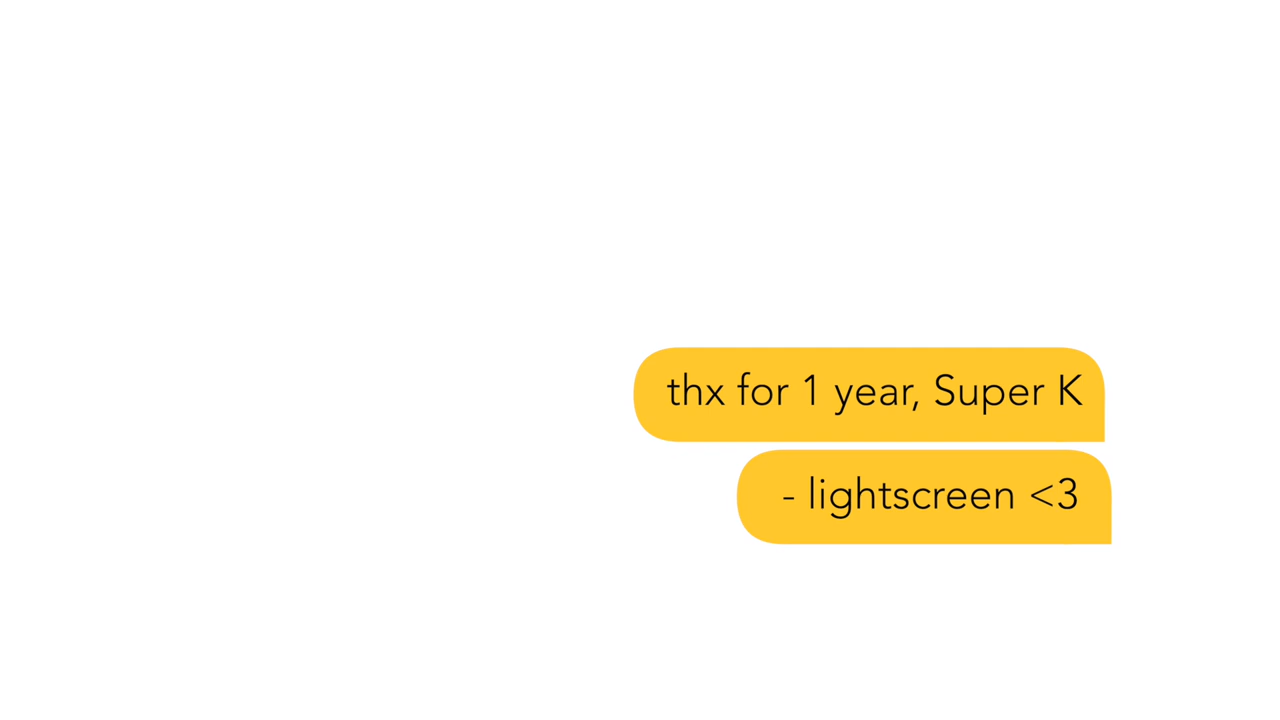 thx for 1 year, Super K
- lightscreen <3